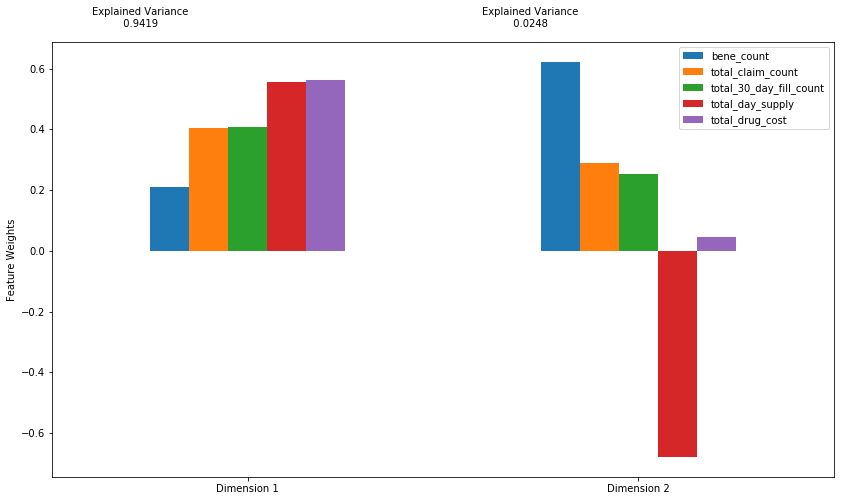 Explained Variance
0.9419
Explained Variance
0.0248
bene_count
total_claim_count
total_30_day_fill_count
total_day_supply
total_drug_cost
Feature Weights
0.6
0.4
0.2
0.0
−0.2
−0.4
−0.6
Dimension 1
Dimension 2